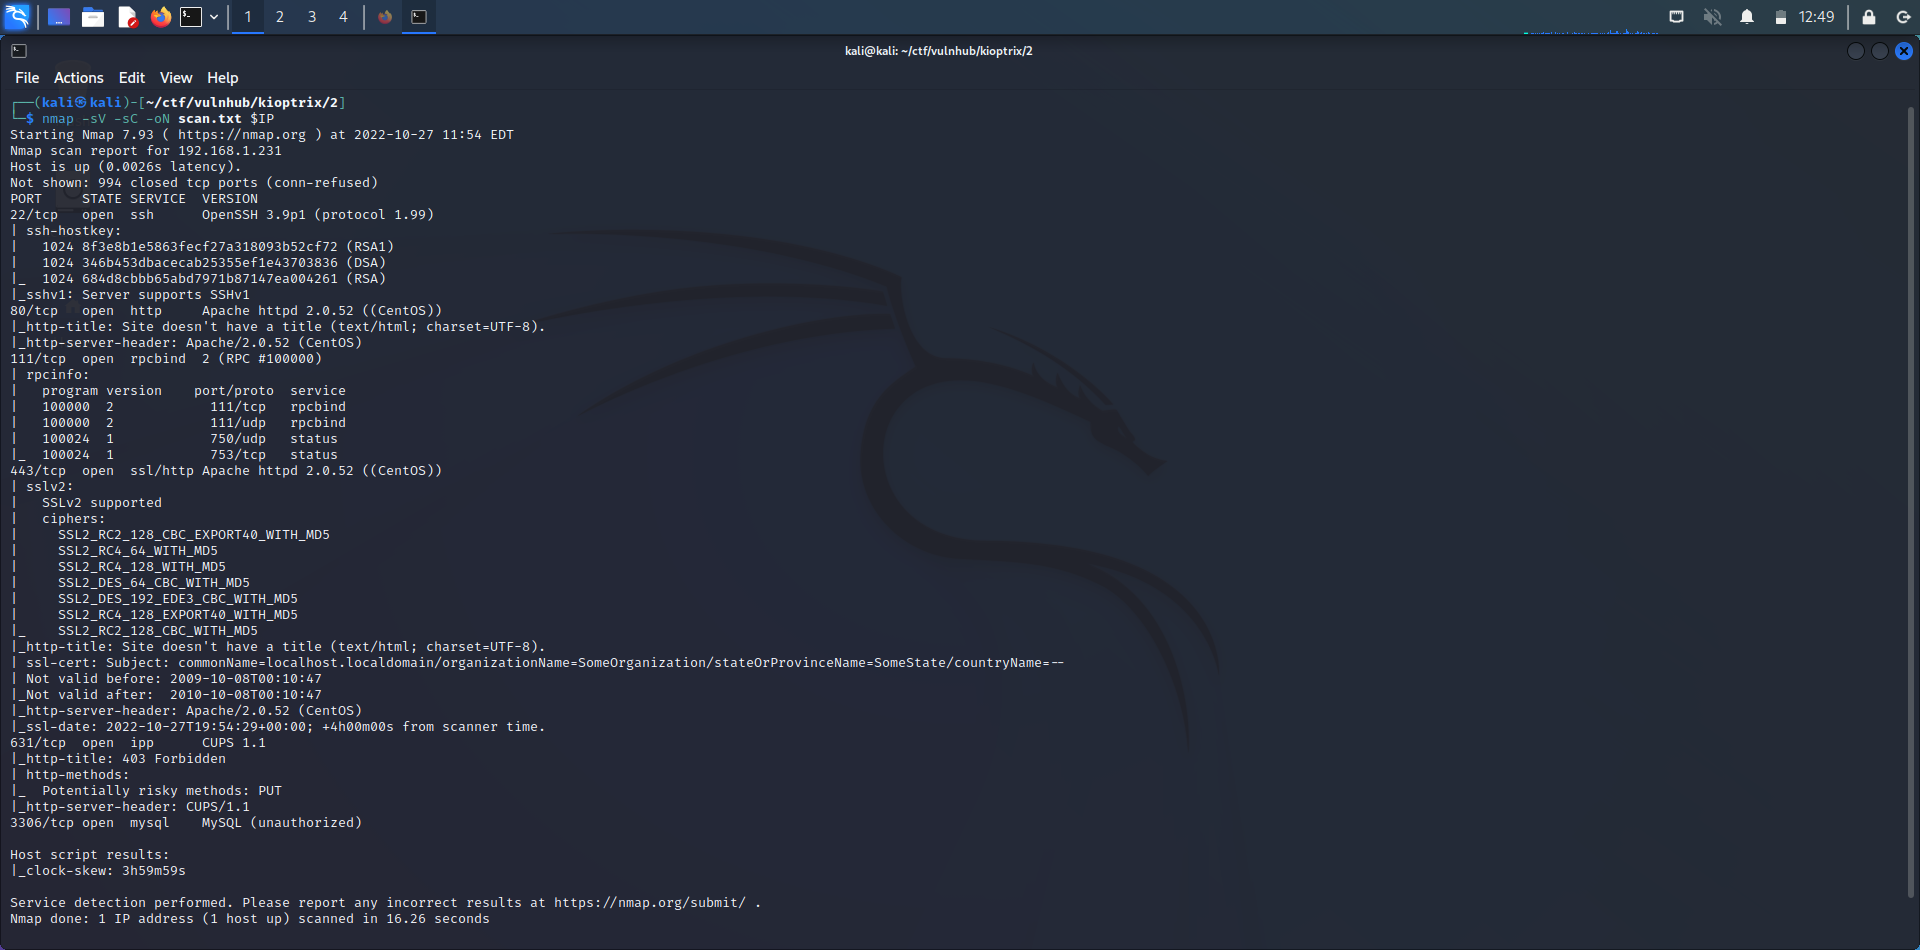 1 2 3 4 12:49
kali@kali: ~/ctf/vulnhub/kioptrix/2
File Actions Edit View Help
┌──(kali㉿kali)-[~/ctf/vulnhub/kioptrix/2]
└─$ nmap -sV -sC -oN scan.txt $IP
Starting Nmap 7.93 ( https://nmap.org ) at 2022-10-27 11:54 EDT
Nmap scan report for 192.168.1.231
Host is up (0.0026s latency).
Not shown: 994 closed tcp ports (conn-refused)
PORT     STATE SERVICE  VERSION
22/tcp   open  ssh      OpenSSH 3.9p1 (protocol 1.99)
| ssh-hostkey:
|   1024 8f3e8b1e5863fecf27a318093b52cf72 (RSA1)
|   1024 346b453dbacecab25355ef1e43703836 (DSA)
|_  1024 684d8cbbb65abd7971b87147ea004261 (RSA)
|_sshv1: Server supports SSHv1
80/tcp   open  http     Apache httpd 2.0.52 ((CentOS))
|_http-title: Site doesn't have a title (text/html; charset=UTF-8).
|_http-server-header: Apache/2.0.52 (CentOS)
111/tcp  open  rpcbind  2 (RPC #100000)
| rpcinfo:
|   program version    port/proto  service
|   100000  2            111/tcp   rpcbind
|   100000  2            111/udp   rpcbind
|   100024  1            750/udp   status
|_  100024  1            753/tcp   status
443/tcp  open  ssl/http Apache httpd 2.0.52 ((CentOS))
| sslv2:
|   SSLv2 supported
|   ciphers:
|     SSL2_RC2_128_CBC_EXPORT40_WITH_MD5
|     SSL2_RC4_64_WITH_MD5
|     SSL2_RC4_128_WITH_MD5
|     SSL2_DES_64_CBC_WITH_MD5
|     SSL2_DES_192_EDE3_CBC_WITH_MD5
|     SSL2_RC4_128_EXPORT40_WITH_MD5
|_    SSL2_RC2_128_CBC_WITH_MD5
|_http-title: Site doesn't have a title (text/html; charset=UTF-8).
| ssl-cert: Subject: commonName=localhost.localdomain/organizationName=SomeOrganization/stateOrProvinceName=SomeState/countryName=--
| Not valid before: 2009-10-08T00:10:47
|_Not valid after:  2010-10-08T00:10:47
|_http-server-header: Apache/2.0.52 (CentOS)
|_ssl-date: 2022-10-27T19:54:29+00:00; +4h00m00s from scanner time.
631/tcp  open  ipp      CUPS 1.1
|_http-title: 403 Forbidden
| http-methods:
|_  Potentially risky methods: PUT
|_http-server-header: CUPS/1.1
3306/tcp open  mysql    MySQL (unauthorized)
Host script results:
|_clock-skew: 3h59m59s
Service detection performed. Please report any incorrect results at https://nmap.org/submit/ .
Nmap done: 1 IP address (1 host up) scanned in 16.26 seconds